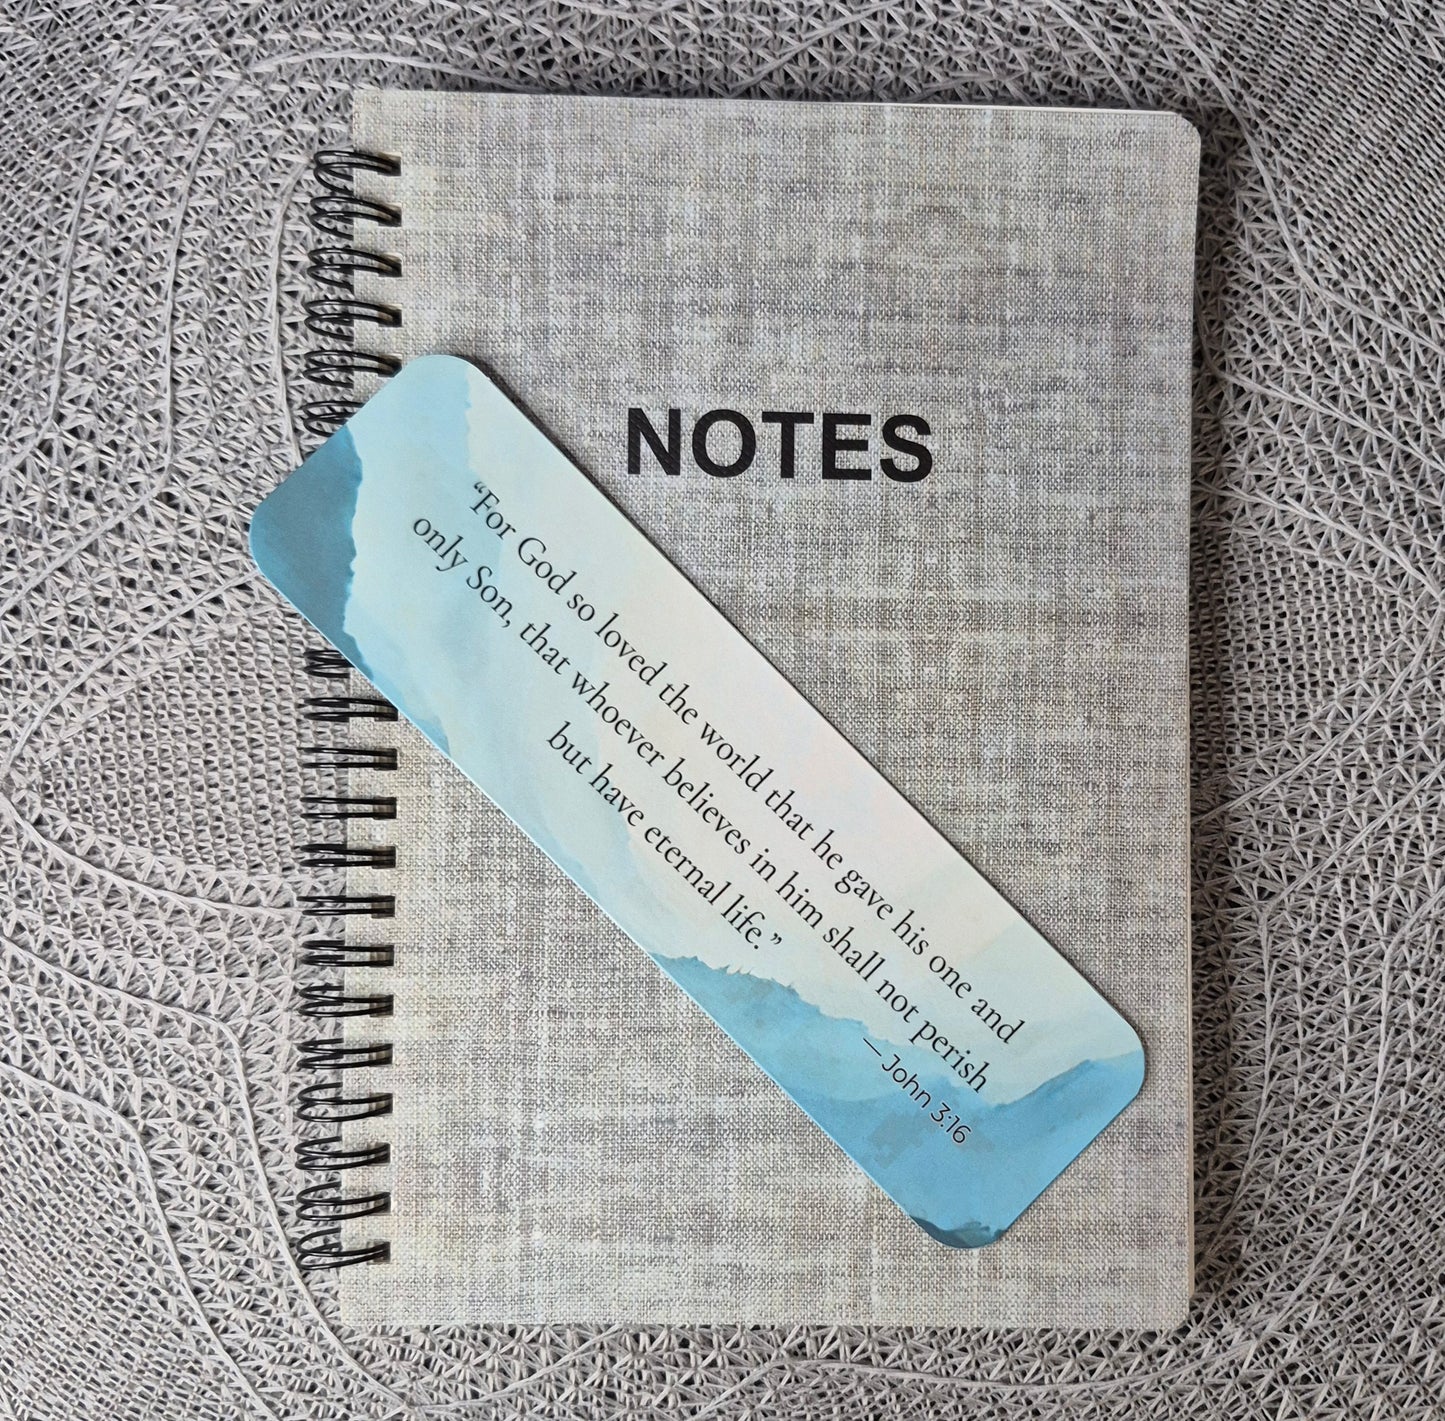 NOTES
“For God so loved the world that he gave his one and
only Son, that whoever believes in him shall not perish
but have eternal life.”
— John 3:16